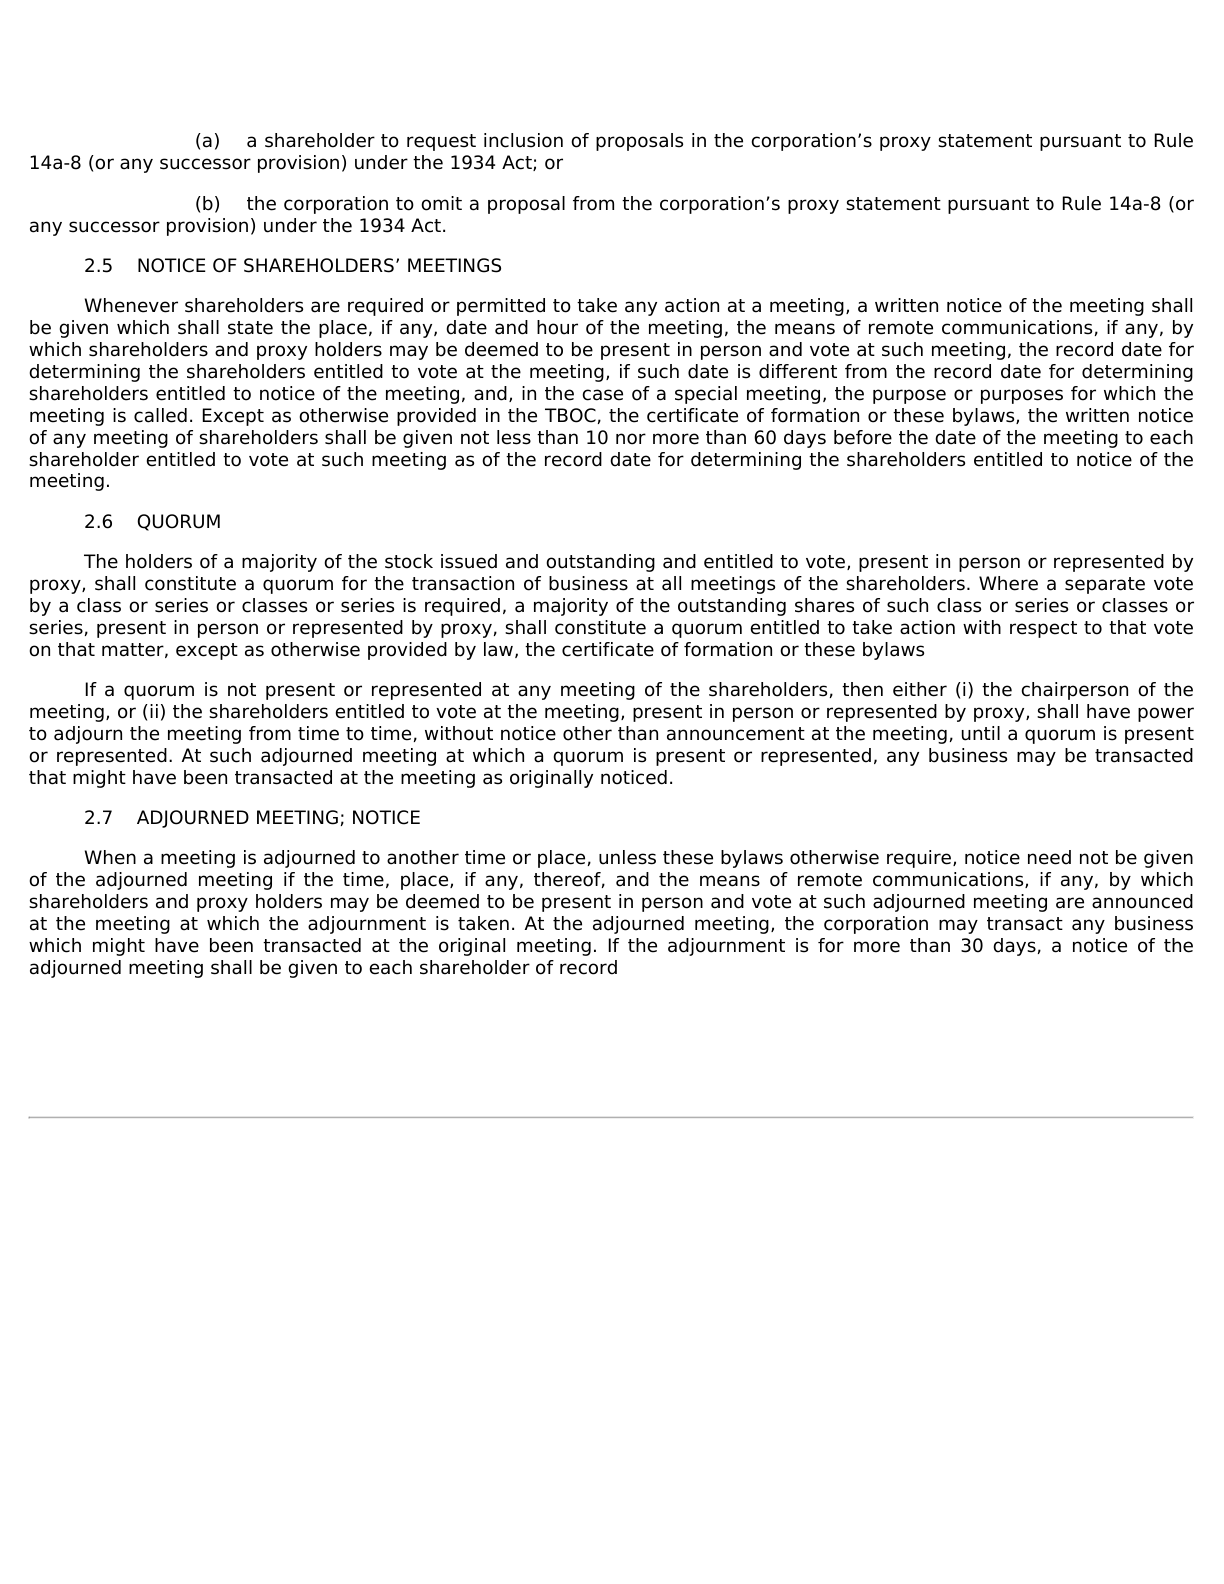 (a) a shareholder to request inclusion of proposals in the corporation’s proxy statement pursuant to Rule
14a-8 (or any successor provision) under the 1934 Act; or
(b) the corporation to omit a proposal from the corporation’s proxy statement pursuant to Rule 14a-8 (or
any successor provision) under the 1934 Act.
2.5 NOTICE OF SHAREHOLDERS’ MEETINGS
Whenever shareholders are required or permitted to take any action at a meeting, a written notice of the meeting shall
be given which shall state the place, if any, date and hour of the meeting, the means of remote communications, if any, by
which shareholders and proxy holders may be deemed to be present in person and vote at such meeting, the record date for
determining the shareholders entitled to vote at the meeting, if such date is different from the record date for determining
shareholders entitled to notice of the meeting, and, in the case of a special meeting, the purpose or purposes for which the
meeting is called. Except as otherwise provided in the TBOC, the certificate of formation or these bylaws, the written notice
of any meeting of shareholders shall be given not less than 10 nor more than 60 days before the date of the meeting to each
shareholder entitled to vote at such meeting as of the record date for determining the shareholders entitled to notice of the
meeting.
2.6 QUORUM
The holders of a majority of the stock issued and outstanding and entitled to vote, present in person or represented by
proxy, shall constitute a quorum for the transaction of business at all meetings of the shareholders. Where a separate vote
by a class or series or classes or series is required, a majority of the outstanding shares of such class or series or classes or
series, present in person or represented by proxy, shall constitute a quorum entitled to take action with respect to that vote
on that matter, except as otherwise provided by law, the certificate of formation or these bylaws
If a quorum is not present or represented at any meeting of the shareholders, then either (i) the chairperson of the
meeting, or (ii) the shareholders entitled to vote at the meeting, present in person or represented by proxy, shall have power
to adjourn the meeting from time to time, without notice other than announcement at the meeting, until a quorum is present
or represented. At such adjourned meeting at which a quorum is present or represented, any business may be transacted
that might have been transacted at the meeting as originally noticed.
2.7 ADJOURNED MEETING; NOTICE
When a meeting is adjourned to another time or place, unless these bylaws otherwise require, notice need not be given
of the adjourned meeting if the time, place, if any, thereof, and the means of remote communications, if any, by which
shareholders and proxy holders may be deemed to be present in person and vote at such adjourned meeting are announced
at the meeting at which the adjournment is taken. At the adjourned meeting, the corporation may transact any business
which might have been transacted at the original meeting. If the adjournment is for more than 30 days, a notice of the
adjourned meeting shall be given to each shareholder of record